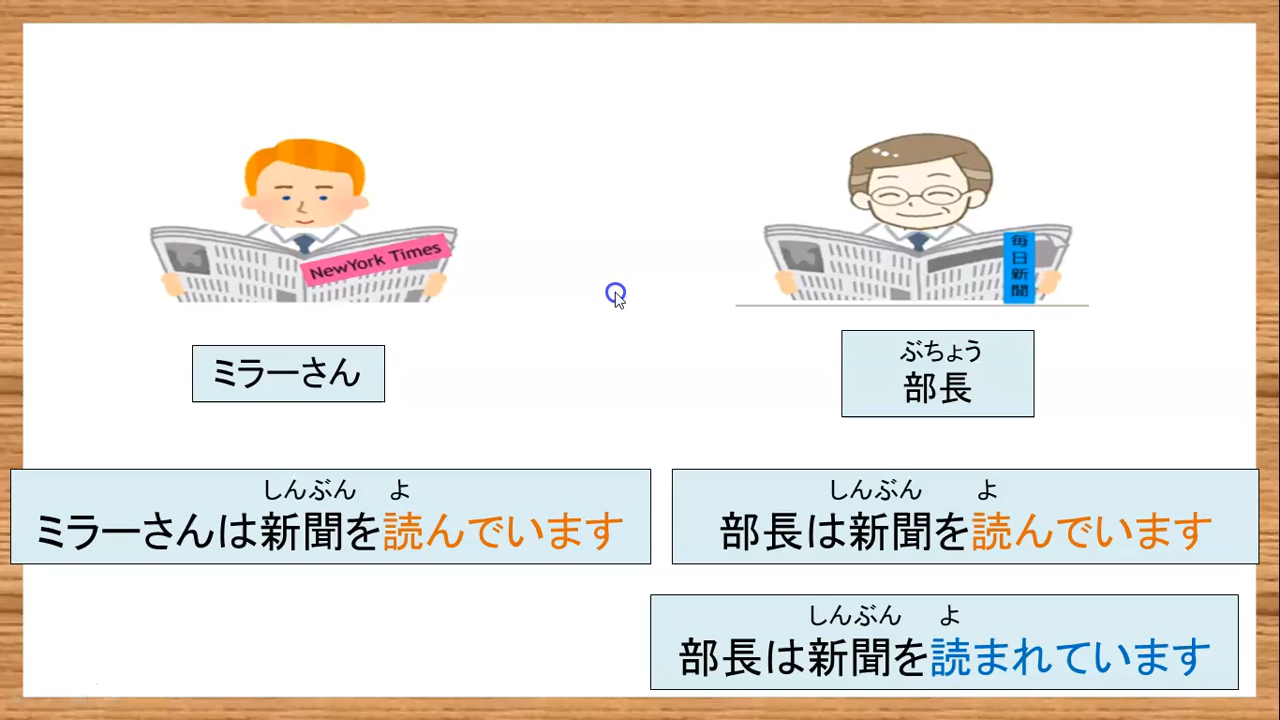 NewYork Times
毎日新聞
ミラーさん
ぶちょう
部長
しんぶん よ
ミラーさんは新聞を読んでいます
しんぶん よ
部長は新聞を読んでいます
しんぶん よ
部長は新聞を読まれています